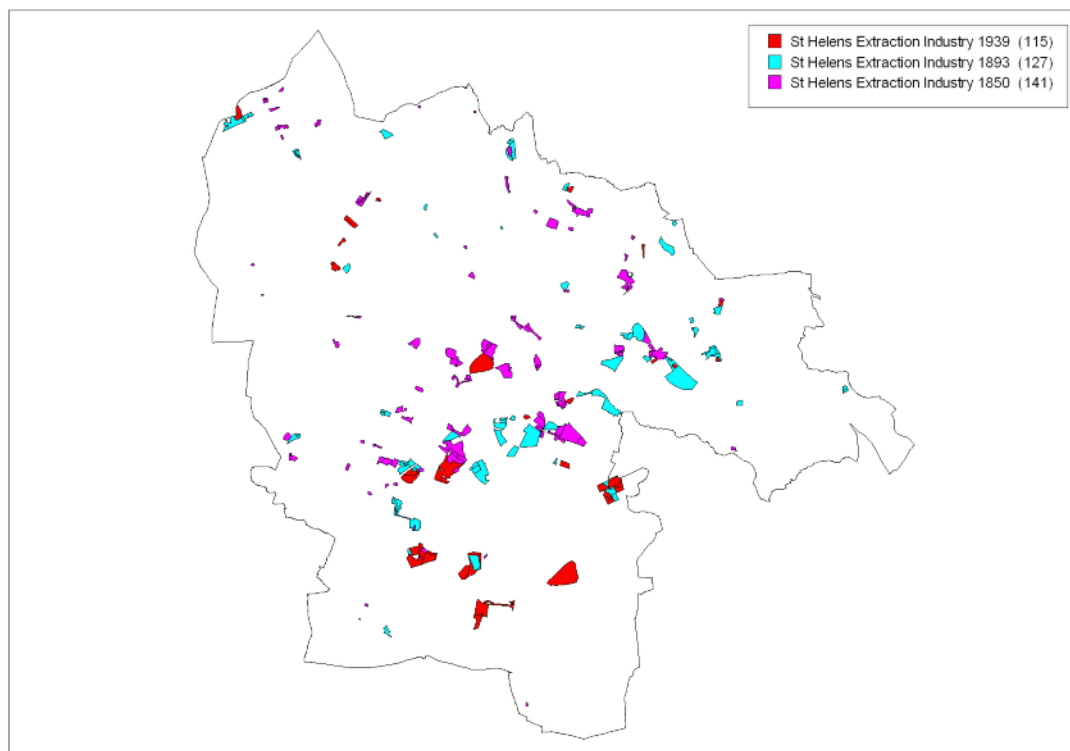 St Helens Extraction Industry 1939 (115)
St Helens Extraction Industry 1893 (127)
St Helens Extraction Industry 1850 (141)